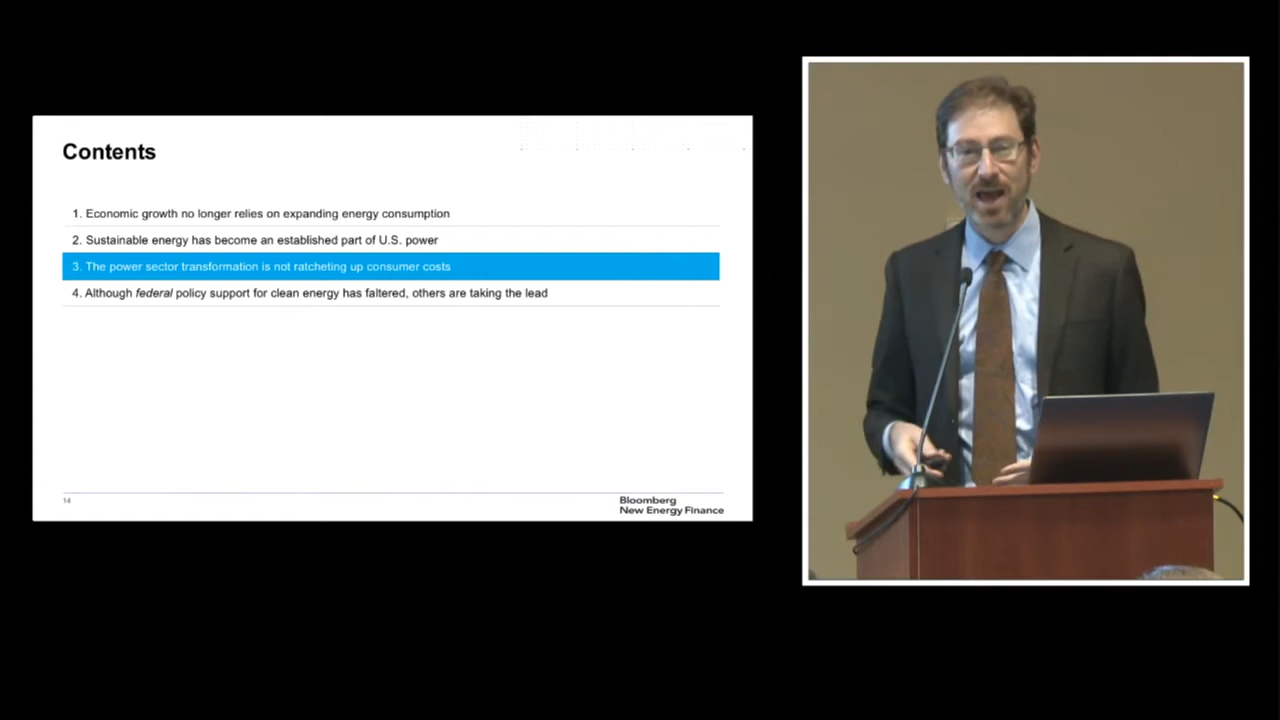 Contents
1. Economic growth no longer relies on expanding energy consumption
2. Sustainable energy has become an established part of U.S. power
3. The power sector transformation is not ratcheting up consumer costs
4. Although federal policy support for clean energy has faltered, others are taking the lead
14
Bloomberg
New Energy Finance